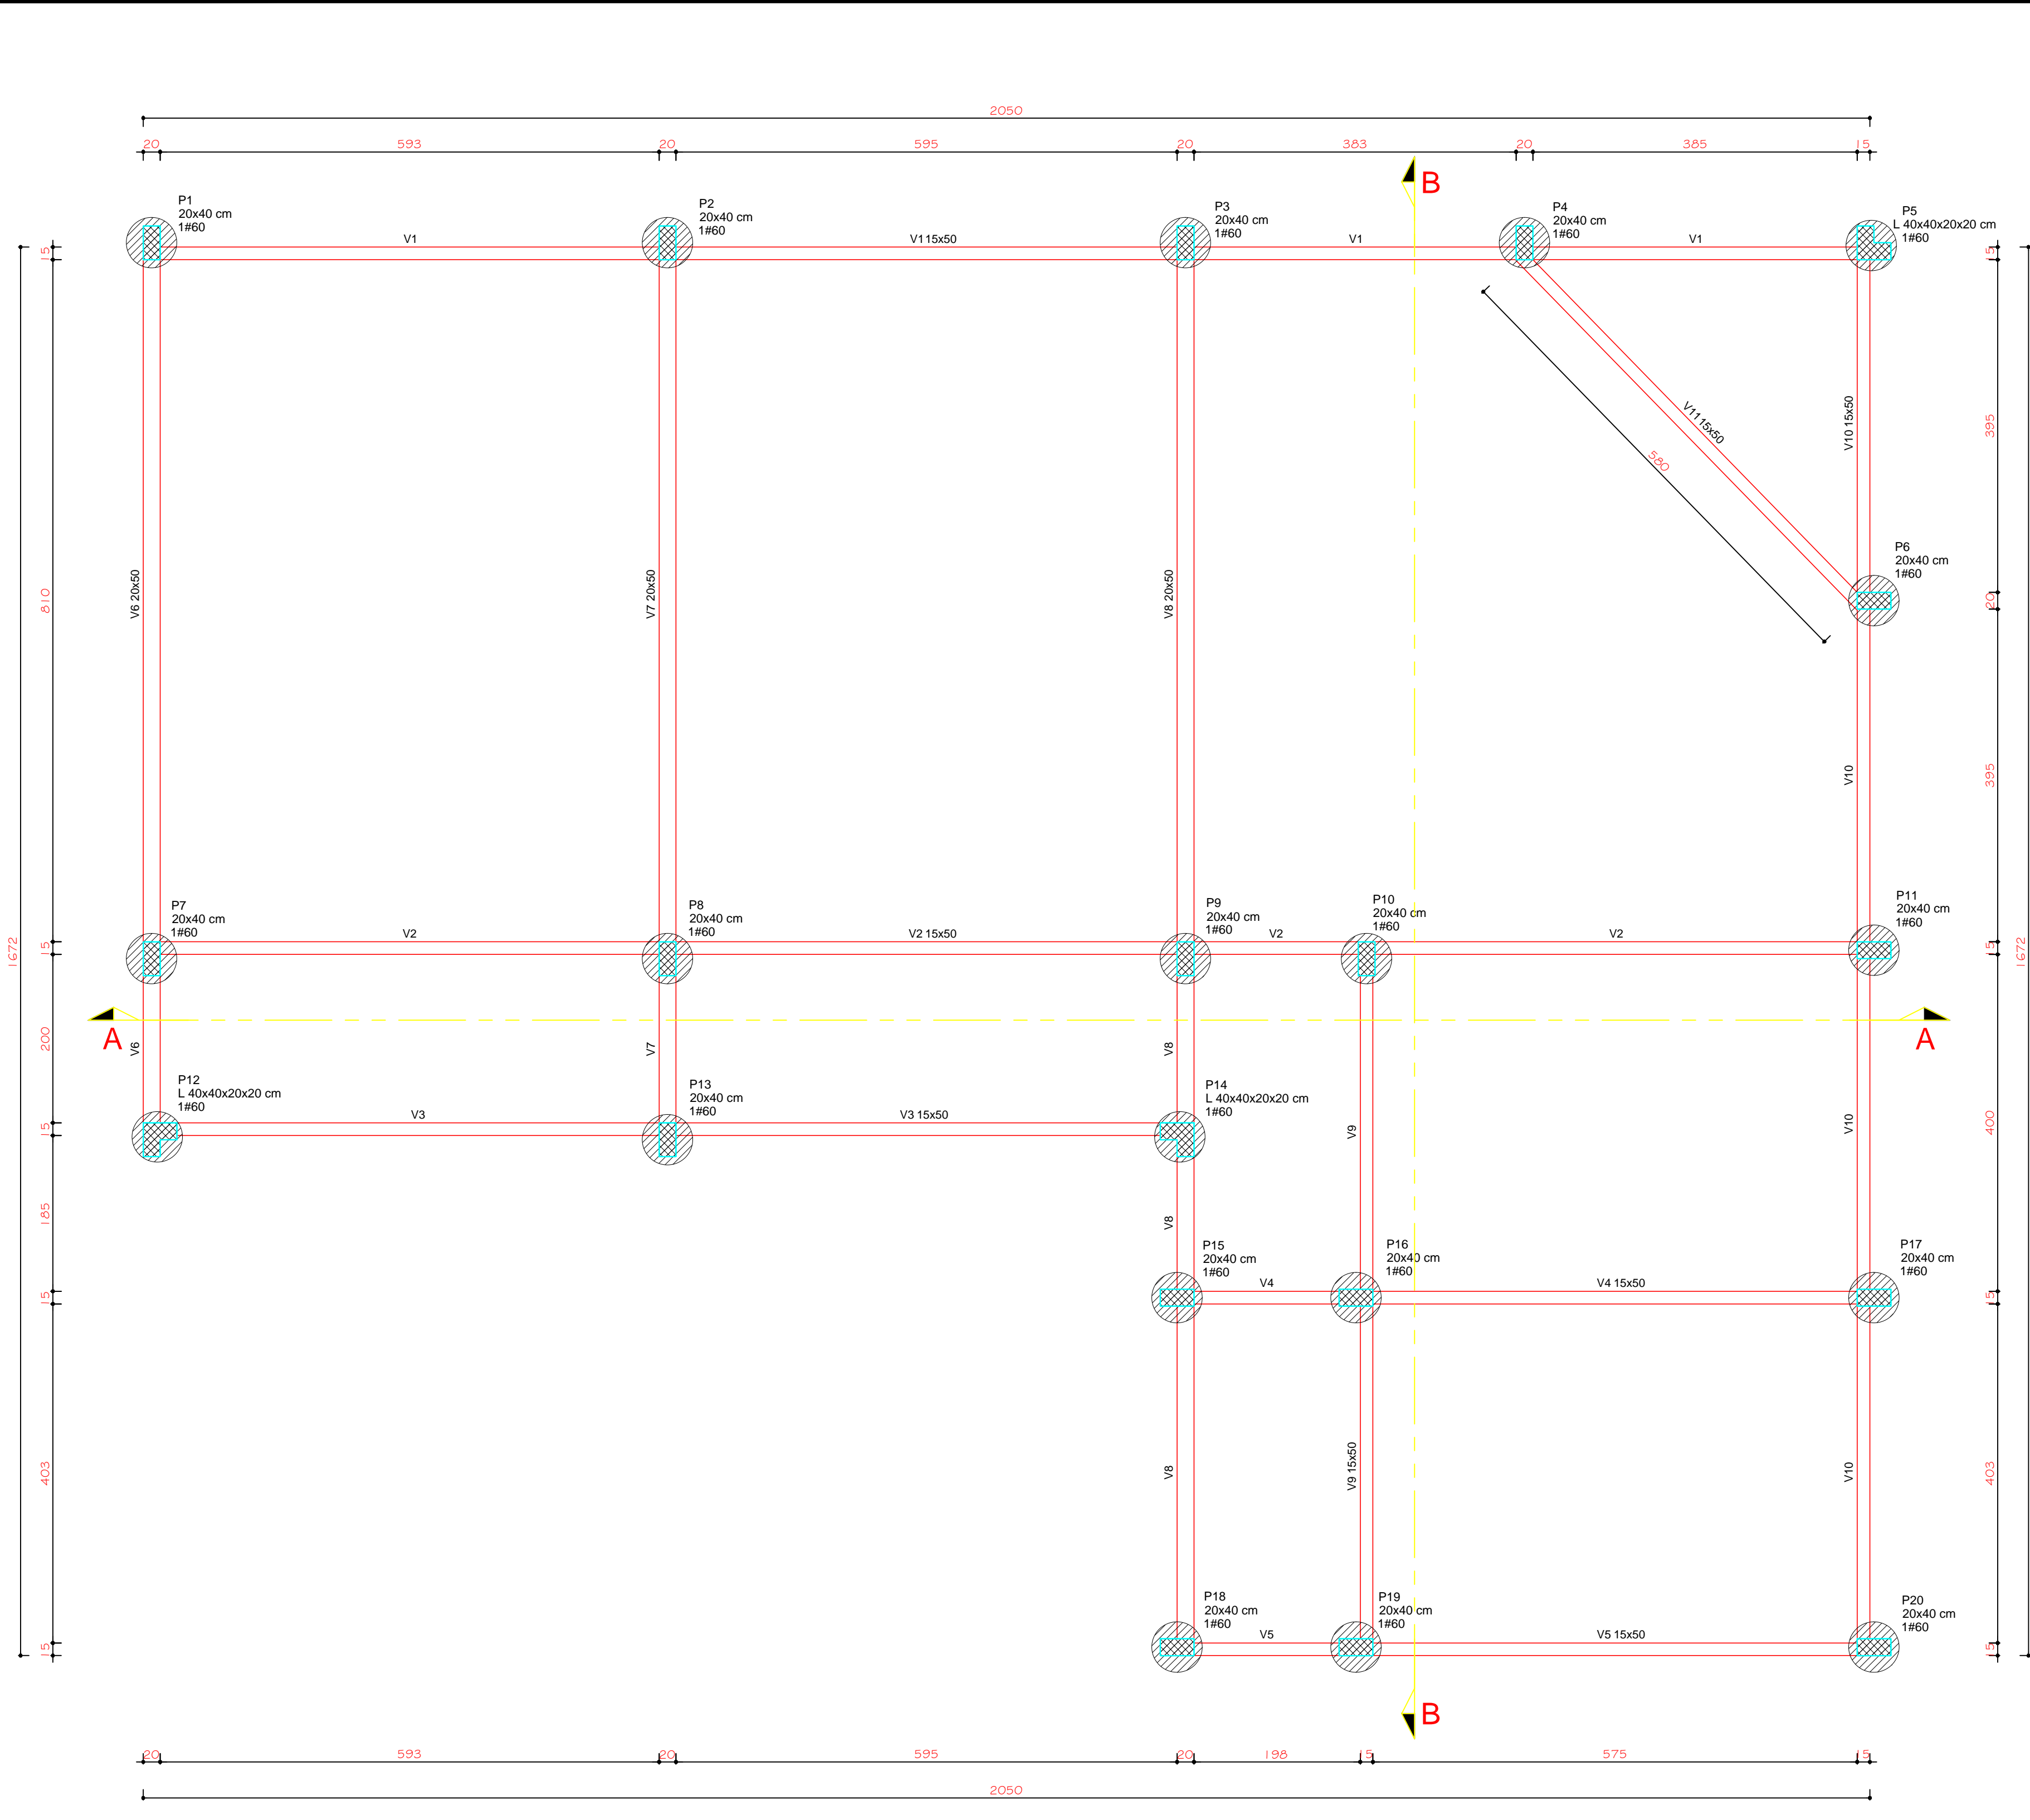 2050
20
593
20
595
20
383
20
385
15
B
P1
20x40 cm
1#60
P2
20x40 cm
1#60
P3
20x40 cm
1#60
P4
20x40 cm
1#60
P5
L 40x40x20x20 cm
1#60
V1
V1 15x50
V1
V1
15
15
V11 15x50
580
V10 15x50
395
P6
20x40 cm
1#60
20
V6 20x50
V7 20x50
V8 20x50
810
V10
395
P7
20x40 cm
1#60
P8
20x40 cm
1#60
P9
20x40 cm
1#60
P10
20x40 cm
1#60
P11
20x40 cm
1#60
V2
V2 15x50
V2
V2
15
15
1672
1672
A
A
200
V6
V7
V8
P12
L 40x40x20x20 cm
1#60
P13
20x40 cm
1#60
P14
L 40x40x20x20 cm
1#60
V3
V3 15x50
15
V9
V10
400
185
V8
P15
20x40 cm
1#60
P16
20x40 cm
1#60
P17
20x40 cm
1#60
V4
V4 15x50
15
15
403
V8
V9 15x50
V10
403
P18
20x40 cm
1#60
P19
20x40 cm
1#60
P20
20x40 cm
1#60
V5
V5 15x50
15
15
B
20
593
20
595
20
198
15
575
15
2050